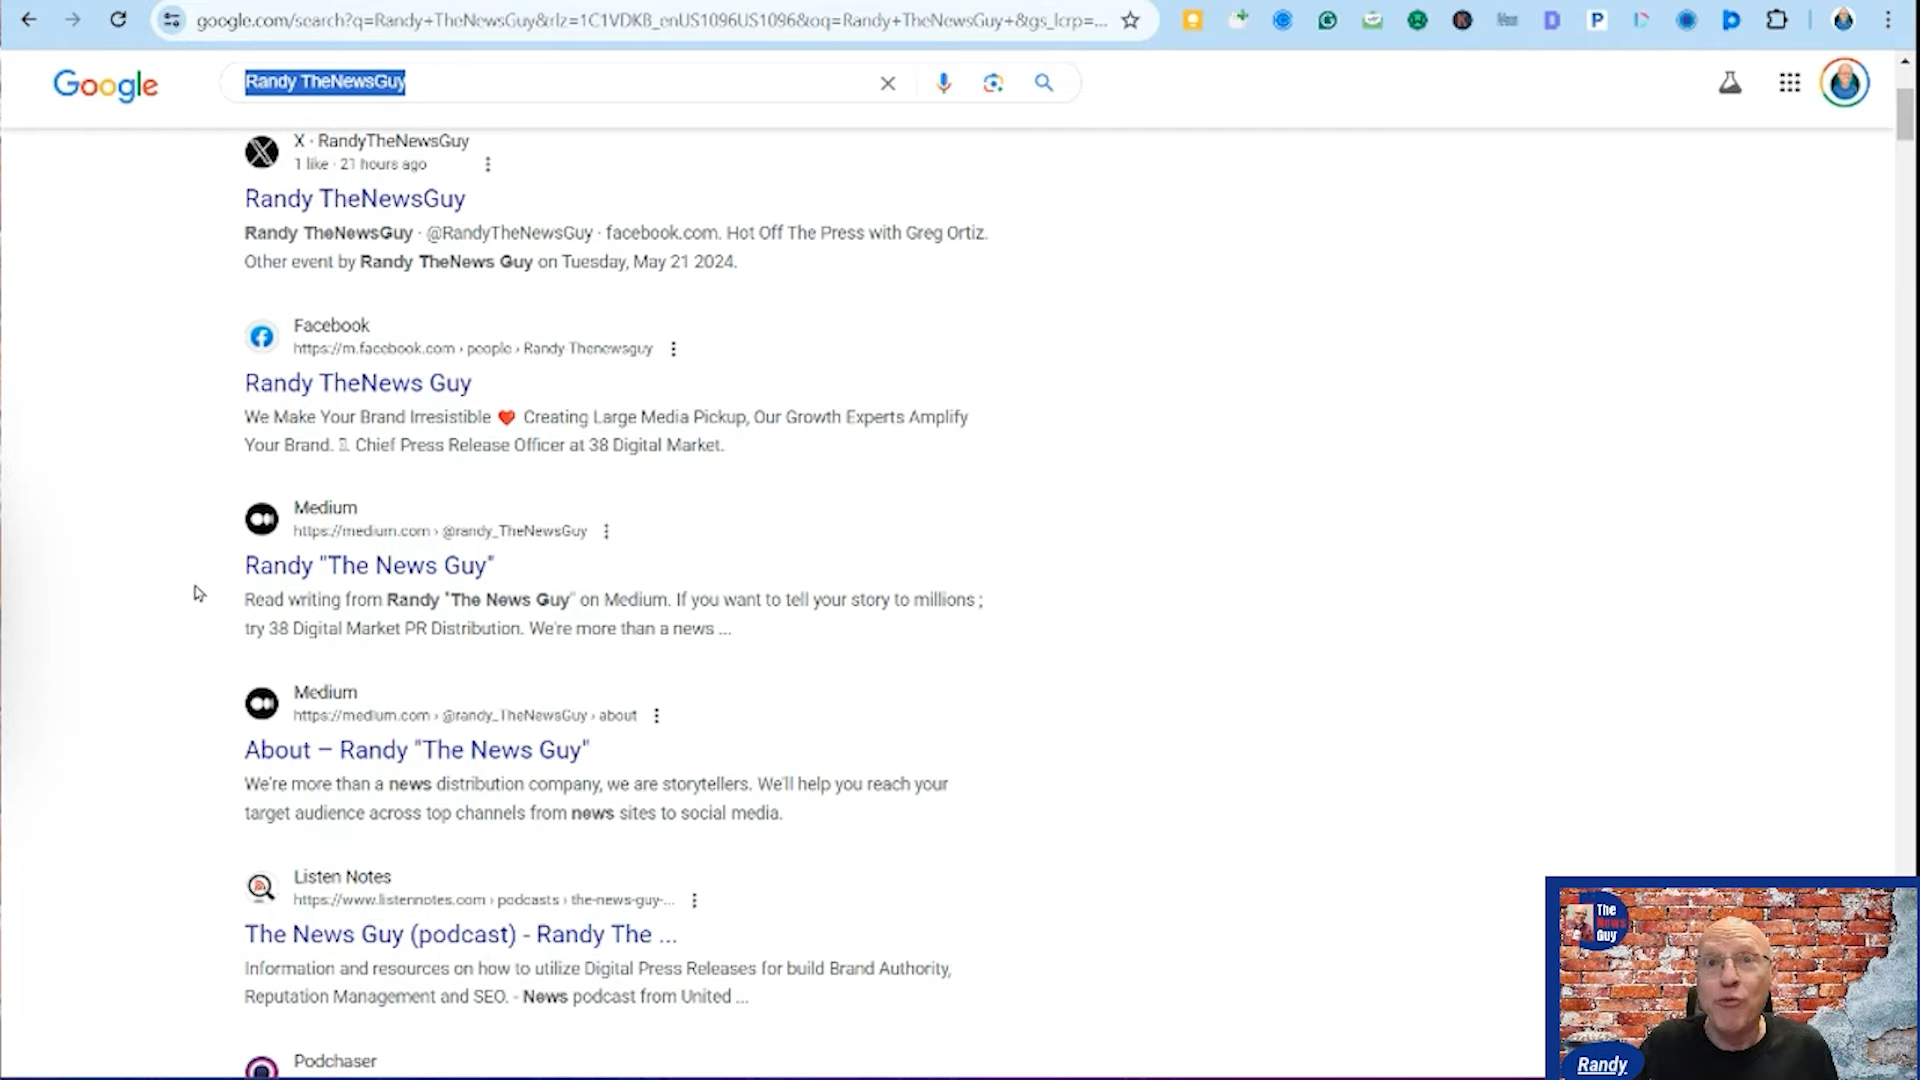 google.com/search?q=Randy+TheNewsGuy&rlz=1C1VDKB_enUS1096US1096&oq=Randy+TheNewsGuy+&gs_lcrp=...
Google
Randy TheNewsGuy
X · RandyTheNewsGuy
1 like · 21 hours ago
Randy TheNewsGuy
Randy TheNewsGuy · @RandyTheNewsGuy · facebook.com. Hot Off The Press with Greg Ortiz.
Other event by Randy TheNews Guy on Tuesday, May 21 2024.
Facebook
https://m.facebook.com › people › Randy-Thenewsguy
Randy TheNews Guy
We Make Your Brand Irresistible ❤️ Creating Large Media Pickup, Our Growth Experts Amplify
Your Brand. Chief Press Release Officer at 38 Digital Market.
Medium
https://medium.com › @randy_TheNewsGuy
Randy "The News Guy"
Read writing from Randy "The News Guy" on Medium. If you want to tell your story to millions ;
try 38 Digital Market PR Distribution. We're more than a news ...
Medium
https://medium.com › @randy_TheNewsGuy › about
About – Randy "The News Guy"
We're more than a news distribution company, we are storytellers. We'll help you reach your
target audience across top channels from news sites to social media.
Listen Notes
https://www.listennotes.com › podcasts › the-news-guy-...
The News Guy (podcast) - Randy The ...
Information and resources on how to utilize Digital Press Releases for build Brand Authority,
Reputation Management and SEO. - News podcast from United ...
Podchaser
The
News
Guy
Randy